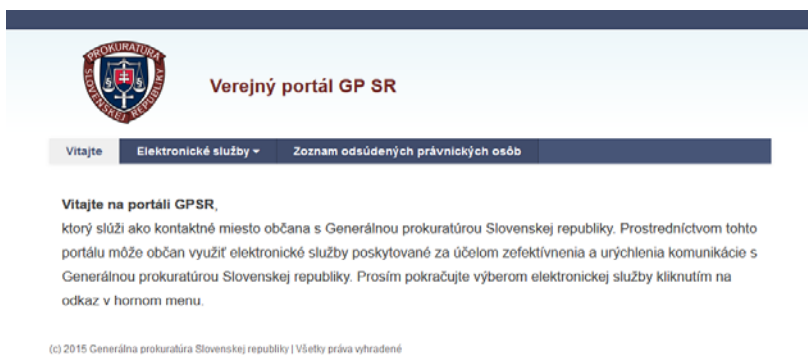 PROKURATÚRA
SLOVENSKEJ REPUBLIKY
Verejný portál GP SR
Vitajte Elektronické služby Zoznam odsúdených právnických osôb
Vitajte na portáli GPSR,
ktorý slúži ako kontaktné miesto občana s Generálnou prokuratúrou Slovenskej republiky. Prostredníctvom tohto
portálu môže občan využiť elektronické služby poskytované za účelom zefektívnenia a urýchlenia komunikácie s
Generálnou prokuratúrou Slovenskej republiky. Prosím pokračujte výberom elektronickej služby kliknutím na
odkaz v hornom menu.
(c) 2015 Generálna prokuratúra Slovenskej republiky | Všetky práva vyhradené